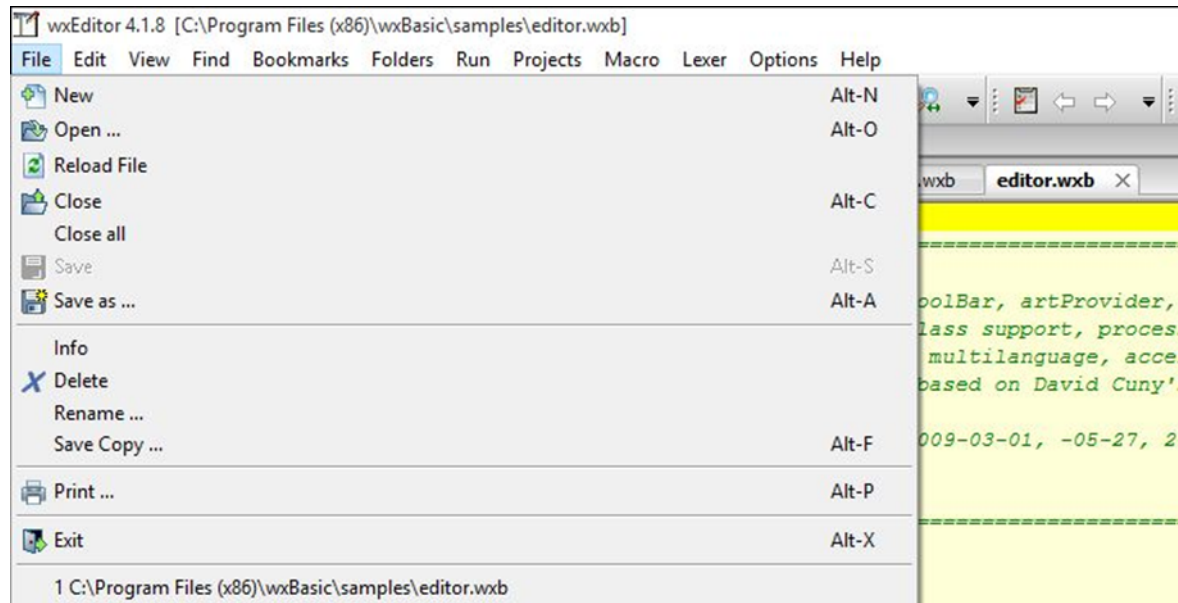 wxEditor 4.1.8 [C:\Program Files (x86)\wxBasic\samples\editor.wxb]
File Edit View Find Bookmarks Folders Run Projects Macro Lexer Options Help
New Alt-N
Open ... Alt-O
Reload File
Close Alt-C
Close all
Save Alt-S
Save as ... Alt-A
Info
Delete
Rename ...
Save Copy ... Alt-F
Print ... Alt-P
Exit Alt-X
1 C:\Program Files (x86)\wxBasic\samples\editor.wxb
.wxb editor.wxb
=======================
oolBar, artProvider,
lass support, proces
multilanguage, acce
based on David Cuny'
009-03-01, -05-27, 2
=======================